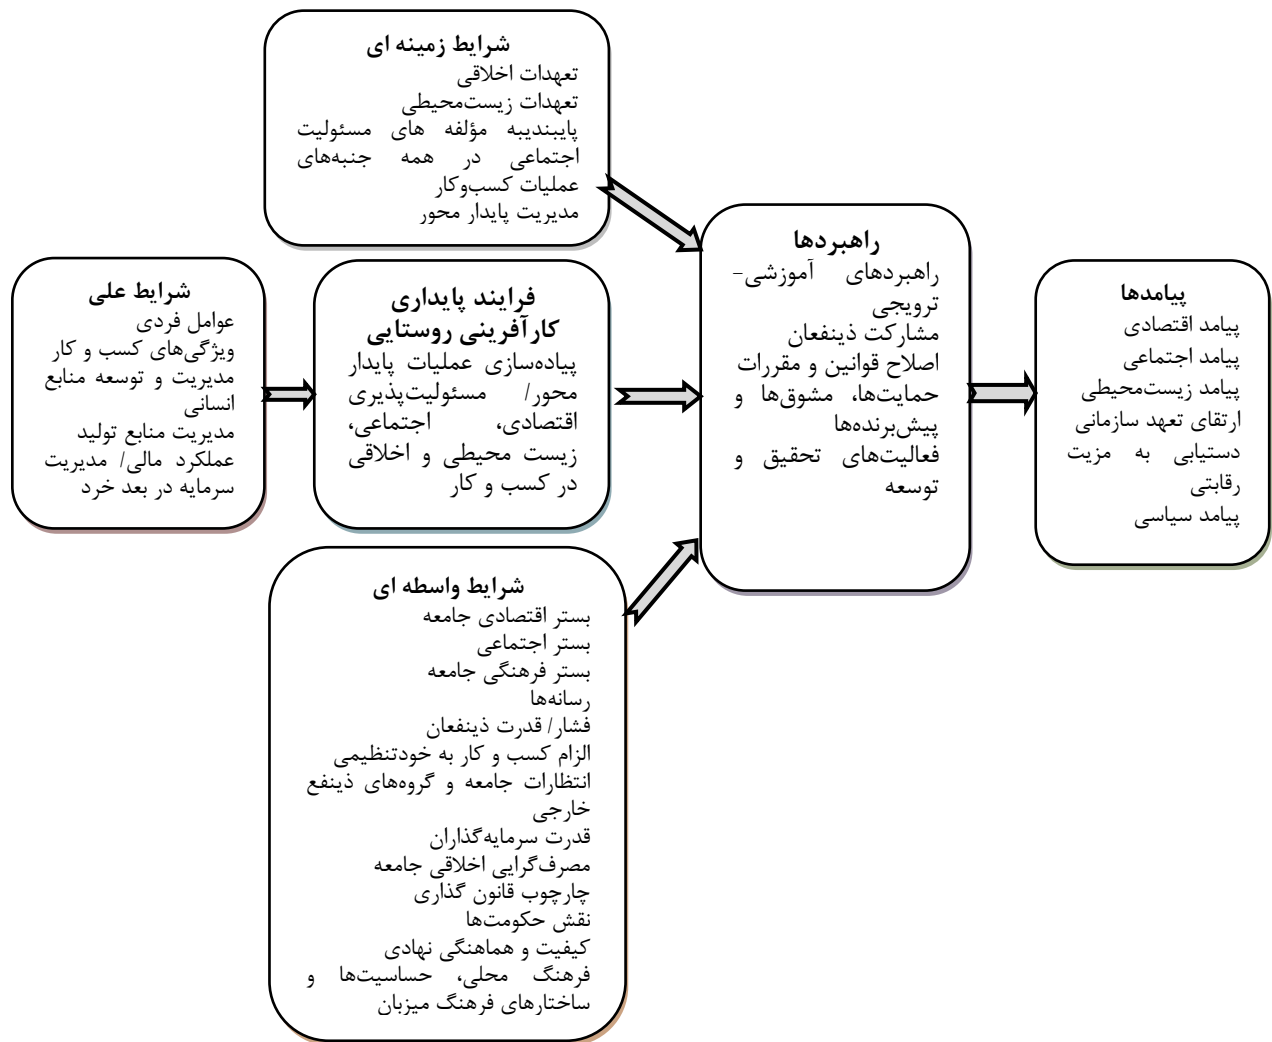 شرایط زمینه ای
تعهدات اخلاقی
تعهدات زیست‌محیطی
پایبندیبه مؤلفه های مسئولیت
اجتماعی در همه جنبه‌های
عملیات کسب‌وکار
مدیریت پایدار محور
شرایط علی
عوامل فردی
ویژگی‌های کسب و کار
مدیریت و توسعه منابع
انسانی
مدیریت منابع تولید
عملکرد مالی/ مدیریت
سرمایه در بعد خرد
فرایند پایداری
کارآفرینی روستایی
پیاده‌سازی عملیات پایدار
محور/ مسئولیت‌پذیری
اقتصادی، اجتماعی،
زیست محیطی و اخلاقی
در کسب و کار
شرایط واسطه ای
بستر اقتصادی جامعه
بستر اجتماعی
بستر فرهنگی جامعه
رسانه‌ها
فشار/ قدرت ذینفعان
الزام کسب و کار به خودتنظیمی
انتظارات جامعه و گروه‌های ذینفع
خارجی
قدرت سرمایه‌گذاران
مصرف‌گرایی اخلاقی جامعه
چارچوب قانون گذاری
نقش حکومت‌ها
کیفیت و هماهنگی نهادی
فرهنگ محلی، حساسیت‌ها و
ساختارهای فرهنگ میزبان
راهبردها
راهبردهای آموزشی-
ترویجی
مشارکت ذینفعان
اصلاح قوانین و مقررات
حمایت‌ها، مشوق‌ها و
پیش‌برنده‌ها
فعالیت‌های تحقیق و
توسعه
پیامدها
پیامد اقتصادی
پیامد اجتماعی
پیامد زیست‌محیطی
ارتقای تعهد سازمانی
دستیابی به مزیت
رقابتی
پیامد سیاسی